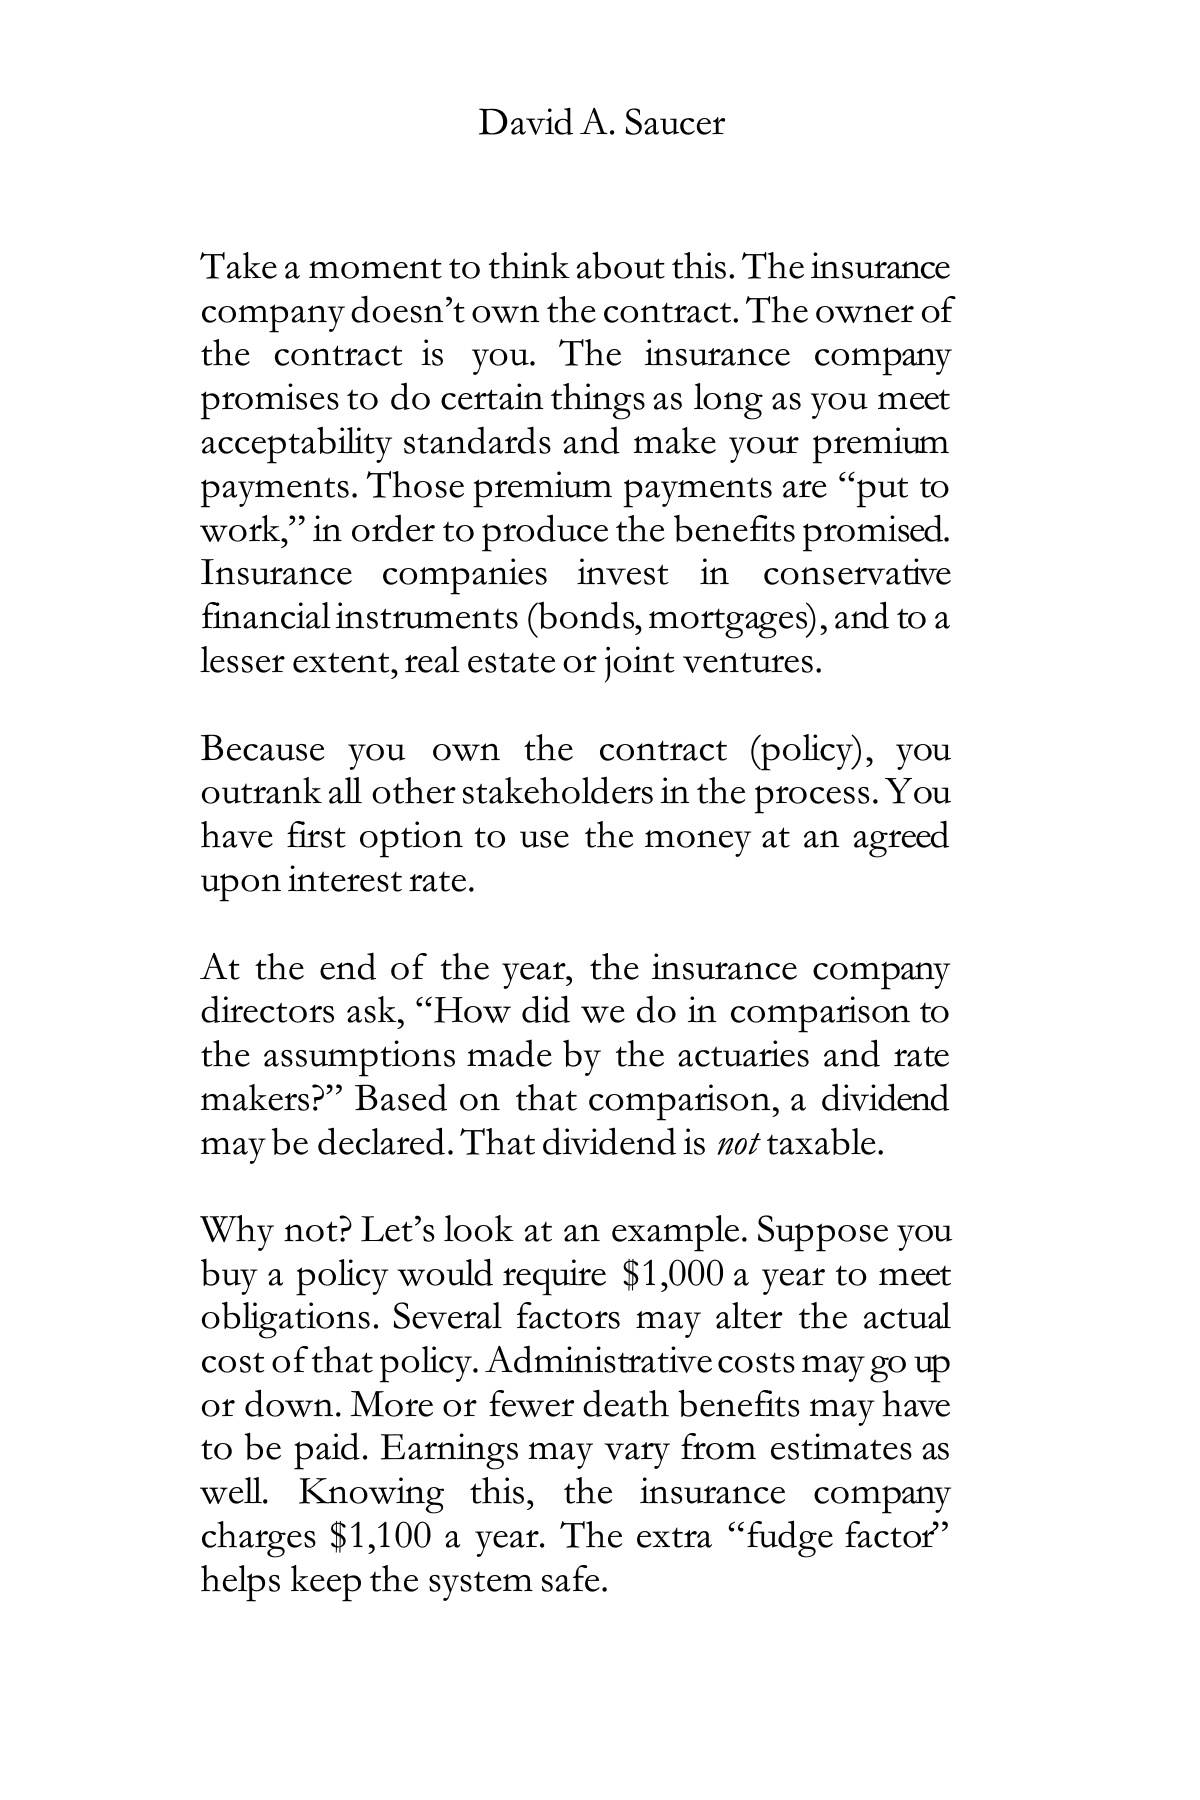 David A. Saucer
Take a moment to think about this. The insurance
company doesn’t own the contract. The owner of
the contract is you. The insurance company
promises to do certain things as long as you meet
acceptability standards and make your premium
payments. Those premium payments are “put to
work,” in order to produce the benefits promised.
Insurance companies invest in conservative
financial instruments (bonds, mortgages), and to a
lesser extent, real estate or joint ventures.
Because you own the contract (policy), you
outrank all other stakeholders in the process. You
have first option to use the money at an agreed
upon interest rate.
At the end of the year, the insurance company
directors ask, “How did we do in comparison to
the assumptions made by the actuaries and rate
makers?” Based on that comparison, a dividend
may be declared. That dividend is not taxable.
Why not? Let’s look at an example. Suppose you
buy a policy would require $1,000 a year to meet
obligations. Several factors may alter the actual
cost of that policy. Administrative costs may go up
or down. More or fewer death benefits may have
to be paid. Earnings may vary from estimates as
well. Knowing this, the insurance company
charges $1,100 a year. The extra “fudge factor”
helps keep the system safe.